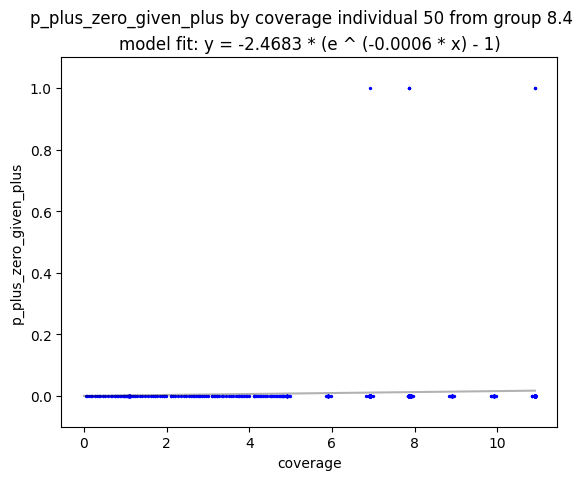 p_plus_zero_given_plus by coverage individual 50 from group 8.4
model fit: y = -2.4683 * (e ^ (-0.0006 * x) - 1)
p_plus_zero_given_plus
1.0
0.8
0.6
0.4
0.2
0.0
0 2 4 6 8 10
coverage